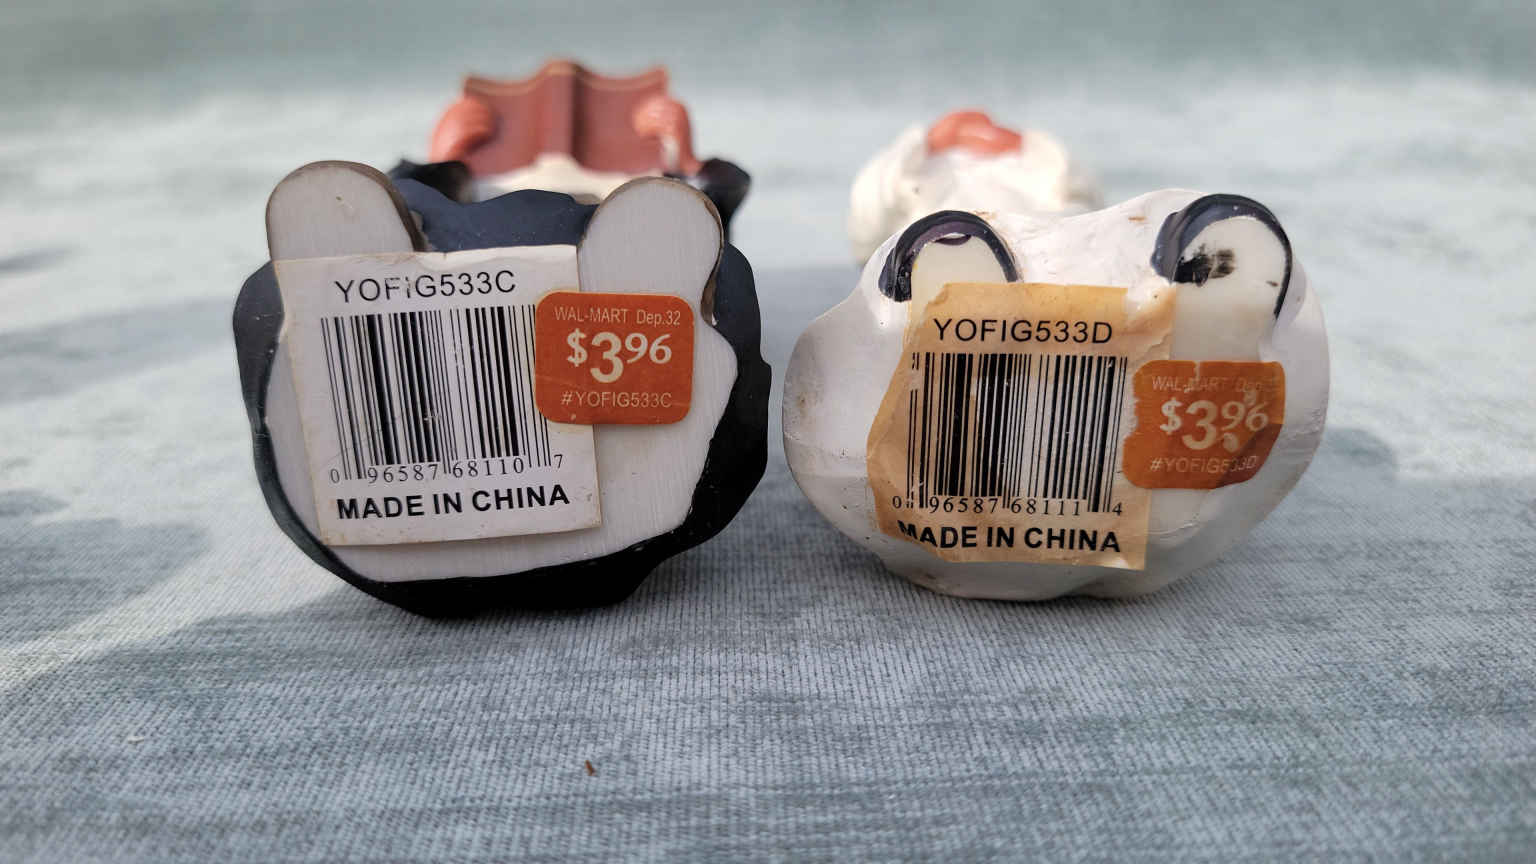 YOFIG533C
WAL-MART Dep.32
$3 96
#YOFIG533C
0 96587 68110 7
MADE IN CHINA
YOFIG533D
WAL-MART Dep.
$3 96
#YOFIG533D
0 96587 68111 4
MADE IN CHINA